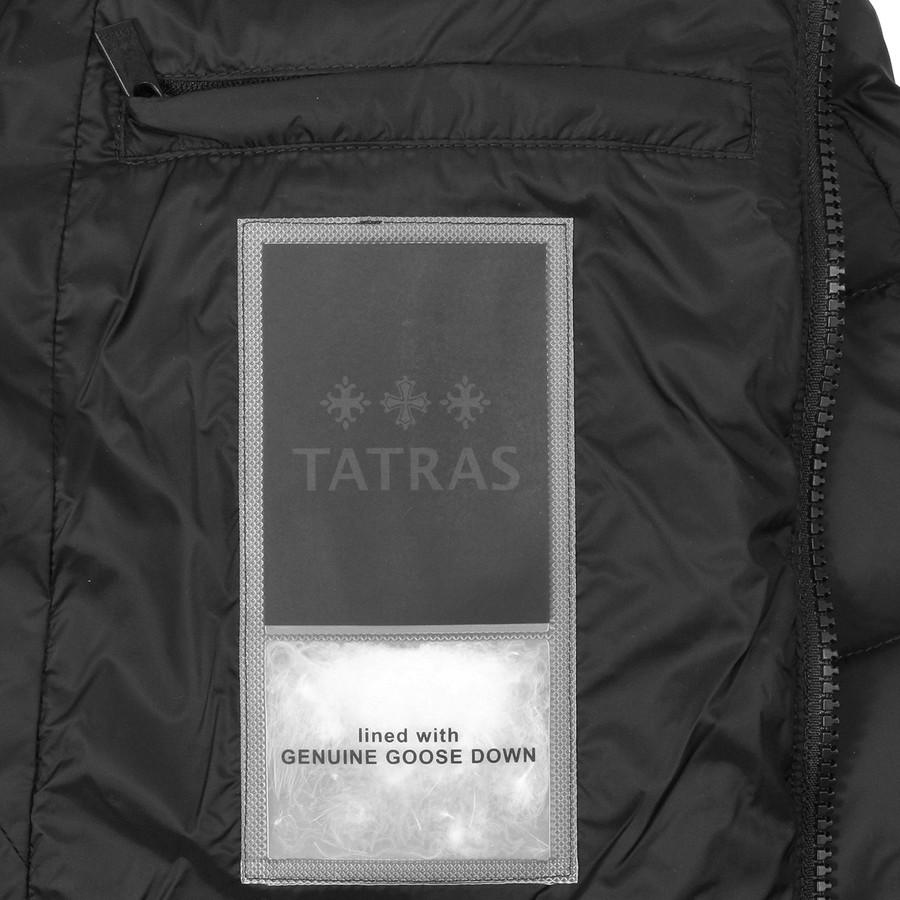 TATRAS
lined with
GENUINE GOOSE DOWN